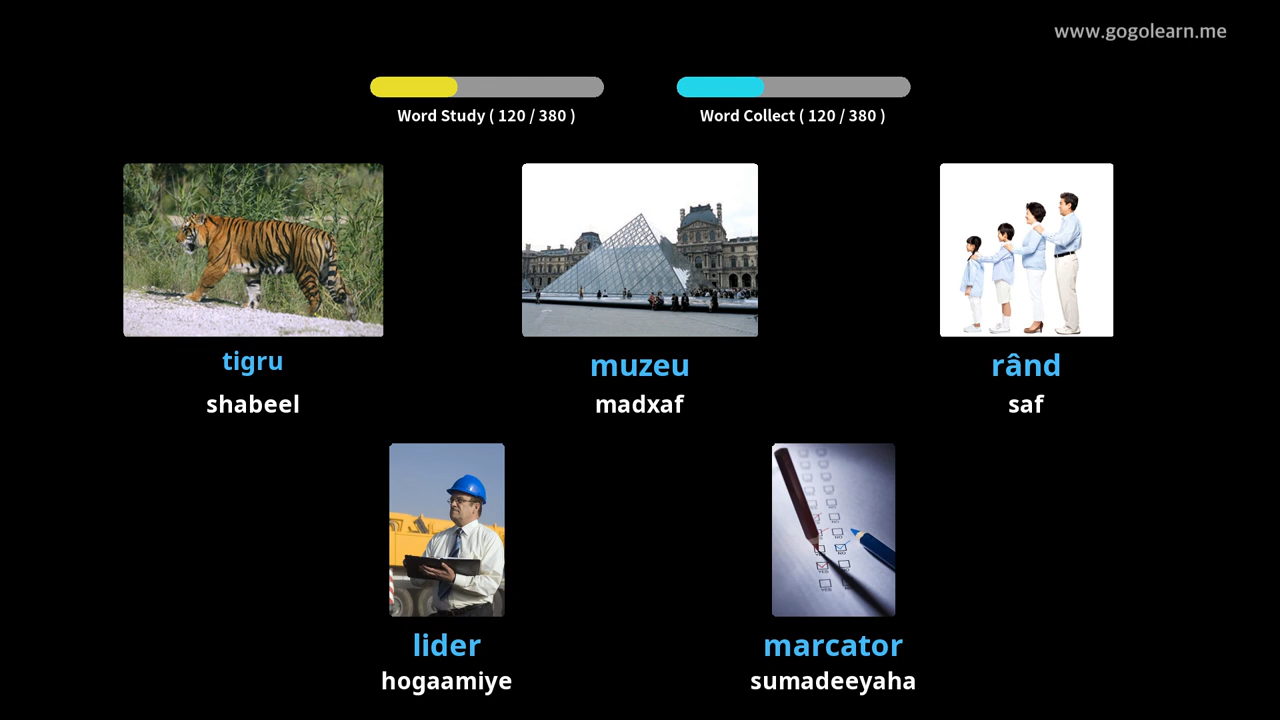 www.gogolearn.me
Word Study ( 120 / 380 )
Word Collect ( 120 / 380 )
tigru
shabeel
muzeu
madxaf
rând
saf
lider
hogaamiye
marcator
sumadeeyaha